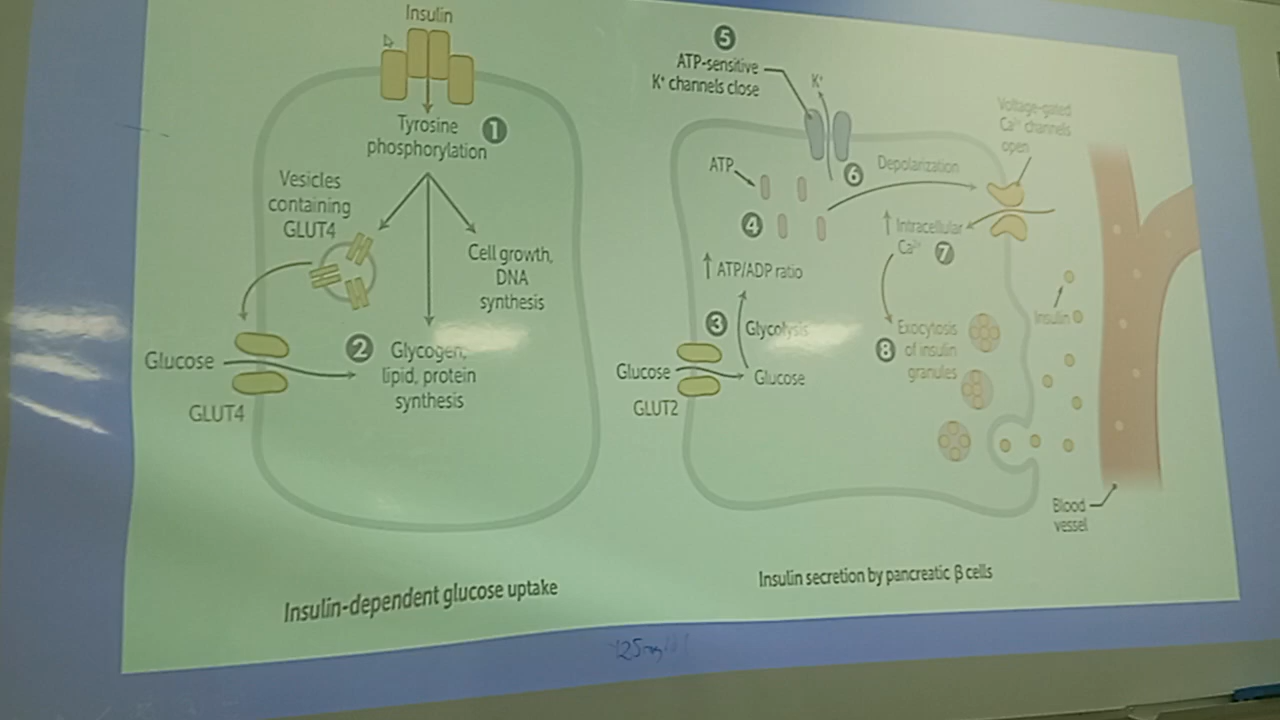 Insulin
1
Tyrosine
phosphorylation
Vesicles
containing
GLUT4
Cell growth,
DNA
synthesis
Glucose
GLUT4
2
Glycogen,
lipid, protein
synthesis
Insulin-dependent glucose uptake
5
ATP-sensitive
K⁺ channels close
K⁺
Voltage-gated
Ca²⁺ channels
open
ATP
6
Depolarization
4
↑ Intracellular
Ca²⁺
7
↑ ATP/ADP ratio
3
Glycolysis
Glucose
Glucose
GLUT2
8
Exocytosis
of insulin
granules
Insulin
Blood
vessel
Insulin secretion by pancreatic β cells